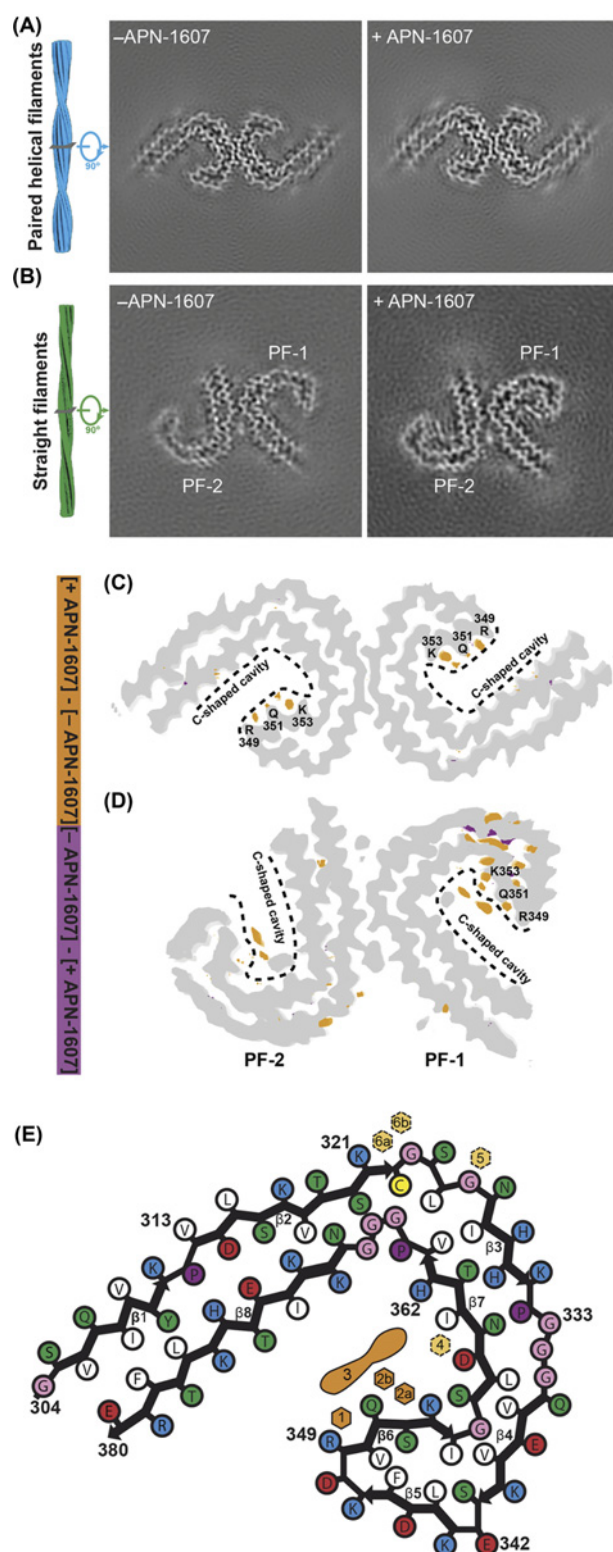 (A)
Paired helical filaments
90°
–APN-1607
+ APN-1607
(B)
Straight filaments
90°
–APN-1607
PF-1
PF-2
+ APN-1607
PF-1
PF-2
[+ APN-1607] - [– APN-1607]
[– APN-1607] - [+ APN-1607]
(C)
C-shaped cavity
R
349
Q
351
K
353
353
K
351
Q
349
R
C-shaped cavity
(D)
C-shaped cavity
K353
Q351
R349
C-shaped cavity
PF-2
PF-1
(E)
6b
6a
321
K
G
S
5
C
T
S
L
G
N
313
L
K
β2
V
G
G
I
β3
H
V
S
N
P
V
H
K
K
D
K
G
T
β7
P
333
V
P
E
K
H
362
I
N
G
Q
β1
Y
H
β8
I
4
D
L
G
S
I
L
K
T
3
S
V
G
G
V
F
T
2b
2a
G
β4
Q
304
E
R
1
Q
K
V
E
380
349
R
β6
S
I
K
V
F
L
S
D
β5
K
D
K
E
342